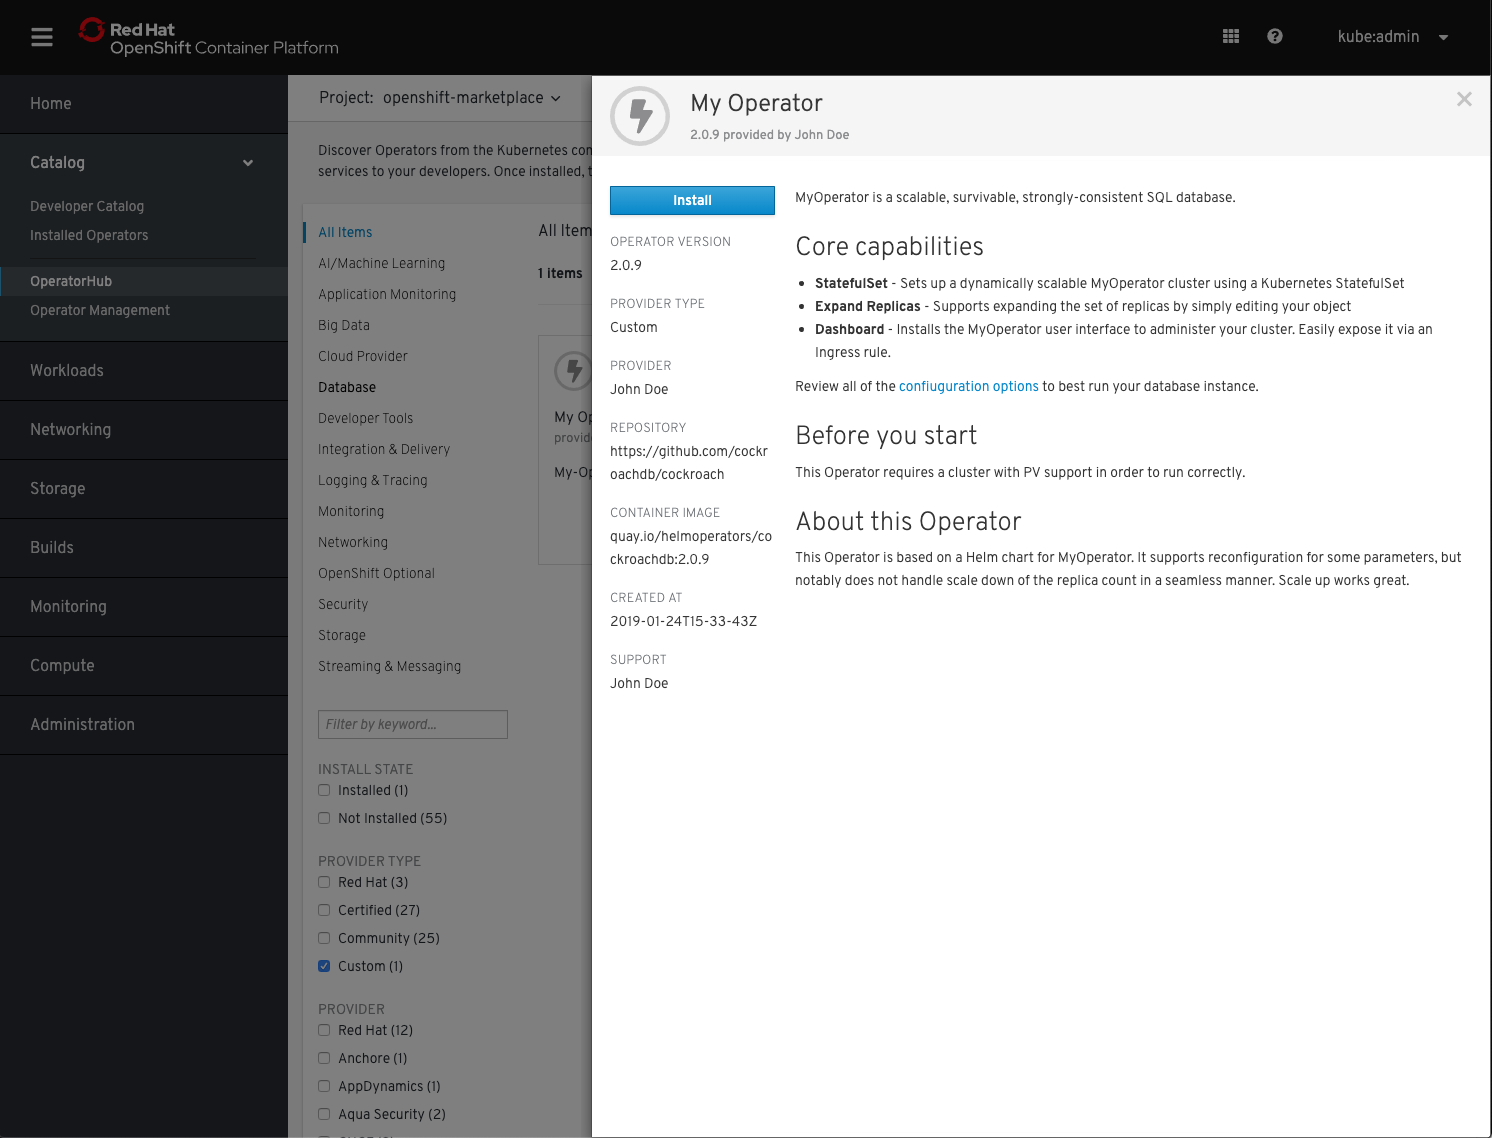 Red Hat
OpenShift Container Platform
kube:admin
Home
Catalog
Developer Catalog
Installed Operators
OperatorHub
Operator Management
Workloads
Networking
Storage
Builds
Monitoring
Compute
Administration
Project: openshift-marketplace
Discover Operators from the Kubernetes
services to your developers. Once installed,
All Items
AI/Machine Learning
Application Monitoring
Big Data
Cloud Provider
Database
Developer Tools
Integration & Delivery
Logging & Tracing
Monitoring
Networking
OpenShift Optional
Security
Storage
Streaming & Messaging
Filter by keyword...
INSTALL STATE
Installed (1)
Not Installed (55)
PROVIDER TYPE
Red Hat (3)
Certified (27)
Community (25)
Custom (1)
PROVIDER
Red Hat (12)
Anchore (1)
AppDynamics (1)
Aqua Security (2)
All Item
1 items
My Op
provide
My-Op
My Operator
2.0.9 provided by John Doe
Install
OPERATOR VERSION
2.0.9
PROVIDER TYPE
Custom
PROVIDER
John Doe
REPOSITORY
https://github.com/cockr
oachdb/cockroach
CONTAINER IMAGE
quay.io/helmoperators/co
ckroachdb:2.0.9
CREATED AT
2019-01-24T15-33-43Z
SUPPORT
John Doe
MyOperator is a scalable, survivable, strongly-consistent SQL database.
Core capabilities
• StatefulSet - Sets up a dynamically scalable MyOperator cluster using a Kubernetes StatefulSet
• Expand Replicas - Supports expanding the set of replicas by simply editing your object
• Dashboard - Installs the MyOperator user interface to administer your cluster. Easily expose it via an
Ingress rule.
Review all of the confiuguration options to best run your database instance.
Before you start
This Operator requires a cluster with PV support in order to run correctly.
About this Operator
This Operator is based on a Helm chart for MyOperator. It supports reconfiguration for some parameters, but
notably does not handle scale down of the replica count in a seamless manner. Scale up works great.